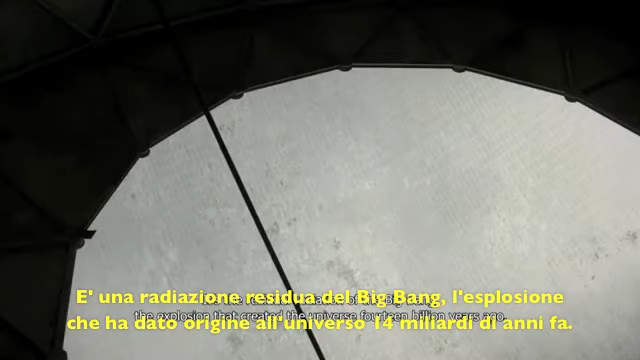 E' una radiazione residua del Big Bang, l'esplosione
che ha dato origine all'universo 14 miliardi di anni fa.
the explosion that created the universe fourteen billion years ago.